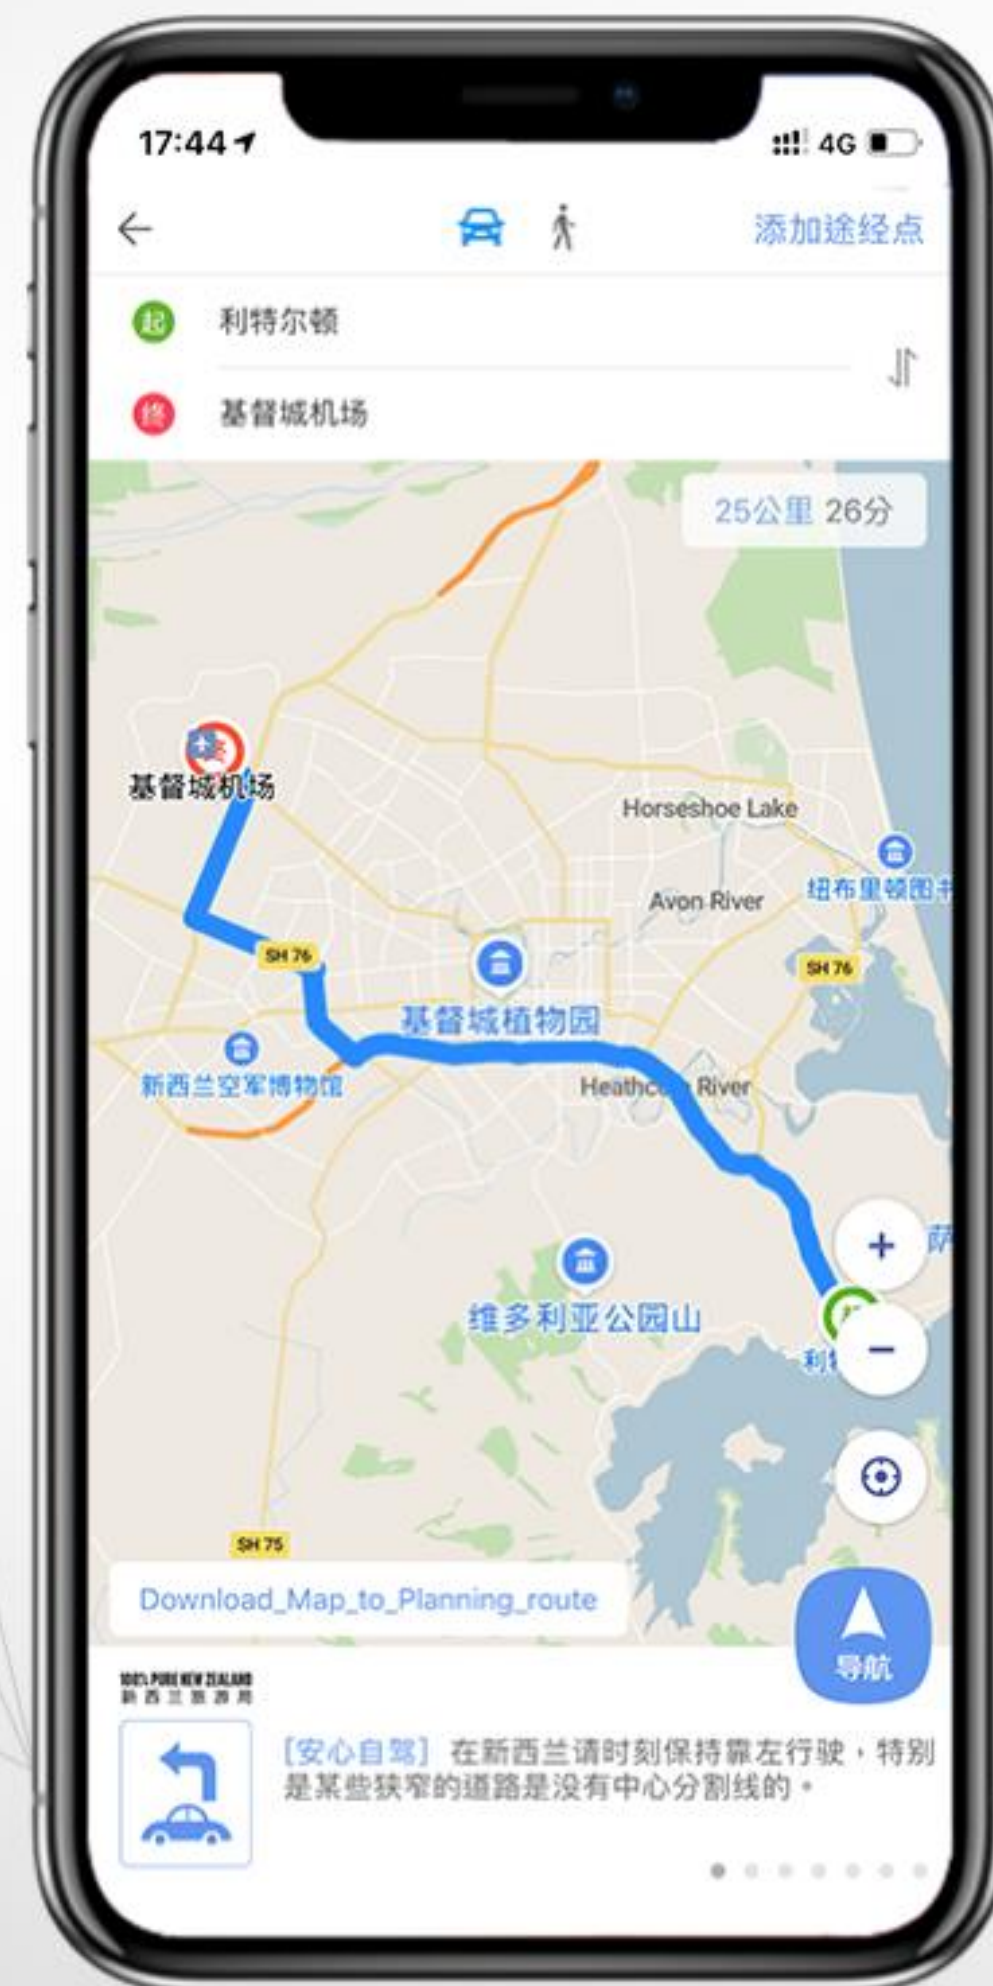 17:44
4G
添加途经点
起
利特尔顿
终
基督城机场
25公里 26分
基督城机场
Horseshoe Lake
纽布里顿图书
Avon River
SH 76
SH 76
基督城植物园
新西兰空军博物馆
River
维多利亚公园山
SH 75
Download_Map_to_Planning_route
导航
100% PURE NEW ZEALAND
新西兰旅游局
[安心自驾] 在新西兰请时刻保持靠左行驶，特别
是某些狭窄的道路是没有中心分割线的。